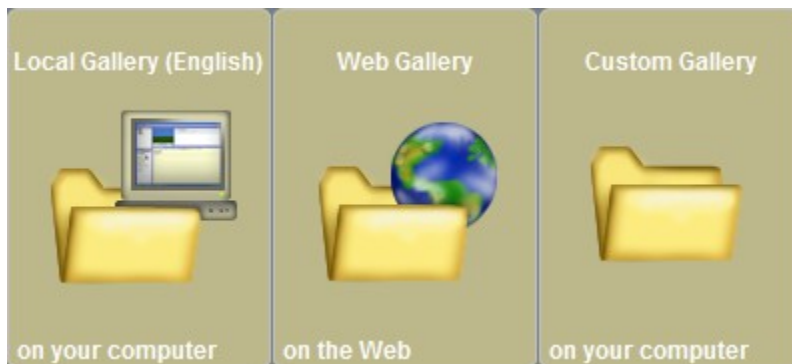 Local Gallery (English)
Web Gallery
Custom Gallery
on your computer
on the Web
on your computer